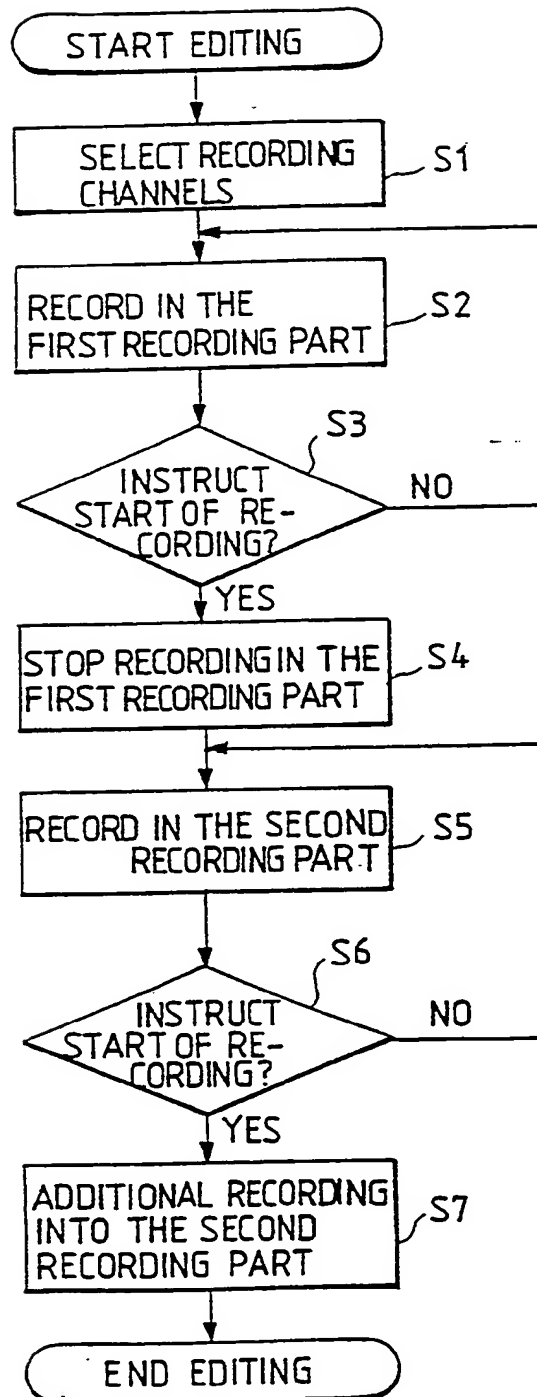 START EDITING
SELECT RECORDING
CHANNELS
S1
RECORD IN THE
FIRST RECORDING PART
S2
S3
INSTRUCT
START OF RE-
CORDING?
NO
YES
STOP RECORDING IN THE
FIRST RECORDING PART
S4
RECORD IN THE SECOND
RECORDING PART
S5
S6
INSTRUCT
START OF RE-
CORDING?
NO
YES
ADDITIONAL RECORDING
INTO THE SECOND
RECORDING PART
S7
END EDITING